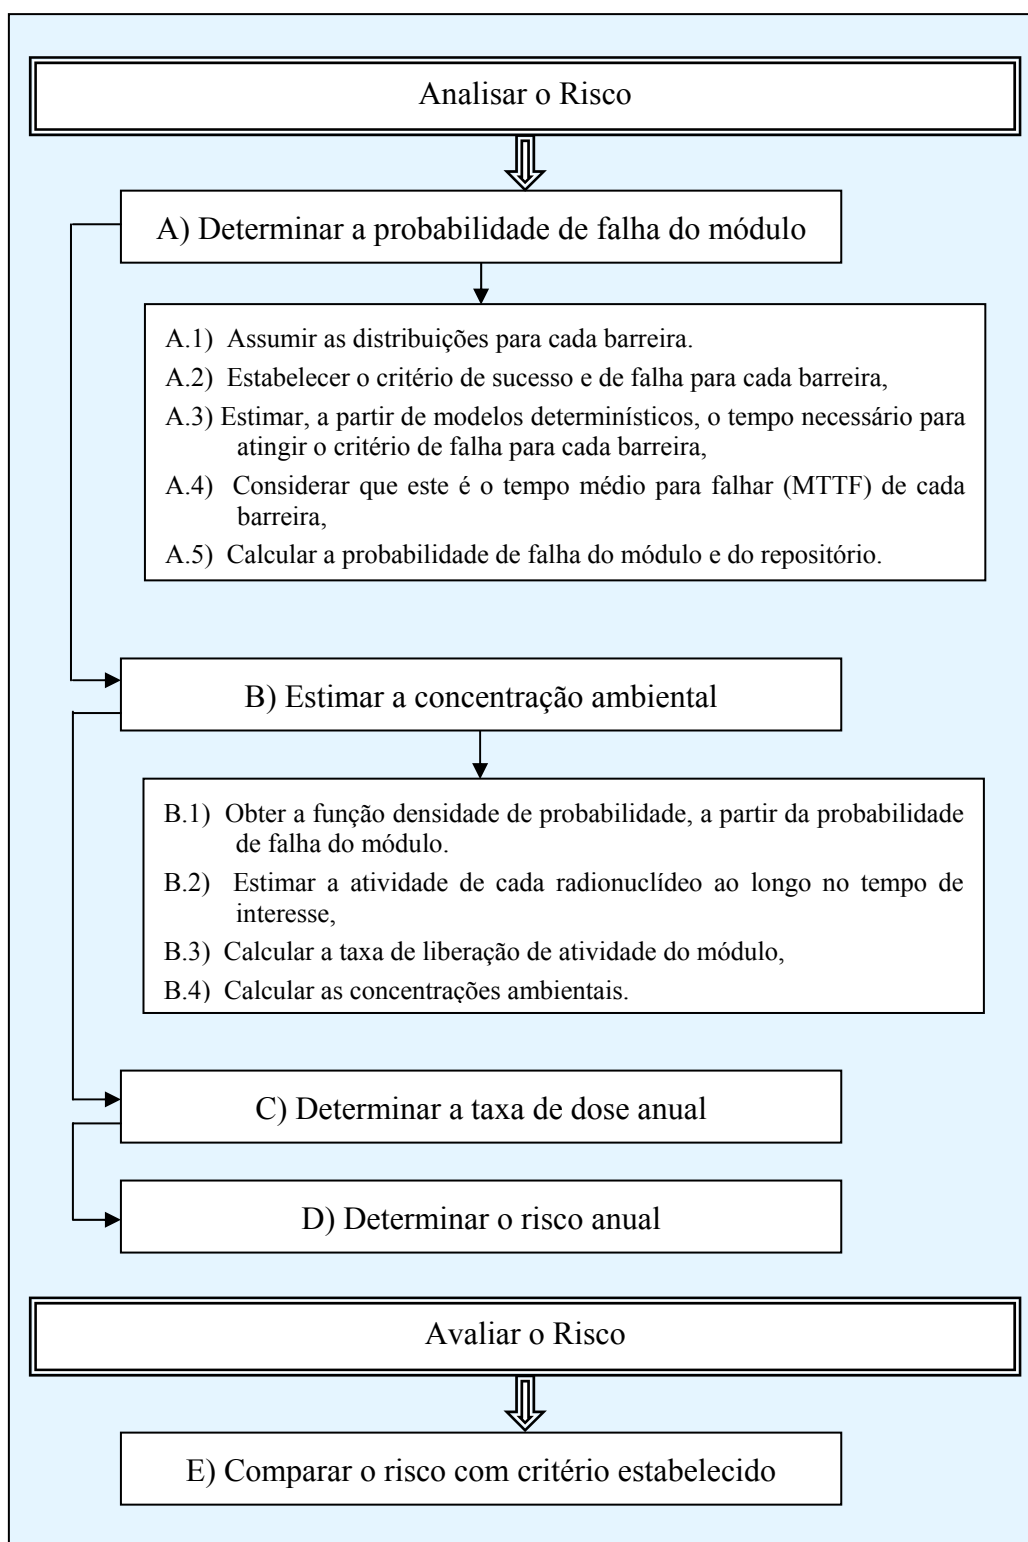 Analisar o Risco
A) Determinar a probabilidade de falha do módulo
A.1) Assumir as distribuições para cada barreira.
A.2) Estabelecer o critério de sucesso e de falha para cada barreira,
A.3) Estimar, a partir de modelos determinísticos, o tempo necessário para
atingir o critério de falha para cada barreira,
A.4) Considerar que este é o tempo médio para falhar (MTTF) de cada
barreira,
A.5) Calcular a probabilidade de falha do módulo e do repositório.
B) Estimar a concentração ambiental
B.1) Obter a função densidade de probabilidade, a partir da probabilidade
de falha do módulo.
B.2) Estimar a atividade de cada radionuclídeo ao longo no tempo de
interesse,
B.3) Calcular a taxa de liberação de atividade do módulo,
B.4) Calcular as concentrações ambientais.
C) Determinar a taxa de dose anual
D) Determinar o risco anual
Avaliar o Risco
E) Comparar o risco com critério estabelecido